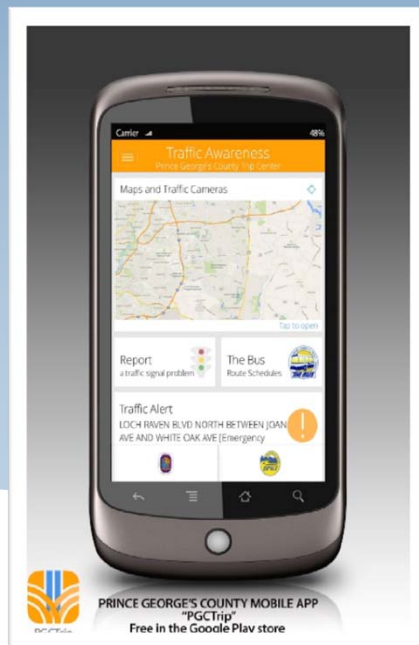 Carrier 48%
Traffic Awareness
Prince George's County Trip Center
Maps and Traffic Cameras
Tap to open
Report
a traffic signal problem
The Bus
Route Schedules
Traffic Alert
LOCH RAVEN BLVD NORTH BETWEEN JOAN
AVE AND WHITE OAK AVE [Emergency
PRINCE GEORGE'S COUNTY MOBILE APP
"PGCTrip"
Free in the Google Play store
PGCTrip